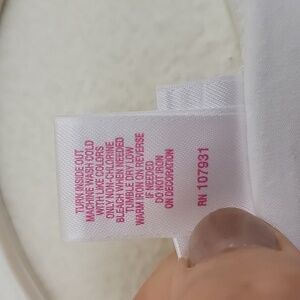 TURN INSIDE OUT
MACHINE WASH COLD
WITH LIKE COLORS
ONLY NON-CHLORINE
BLEACH WHEN NEEDED
TUMBLE DRY LOW
WARM IRON ON REVERSE
IF NEEDED
DO NOT IRON
ON DECORATION
RN 107931